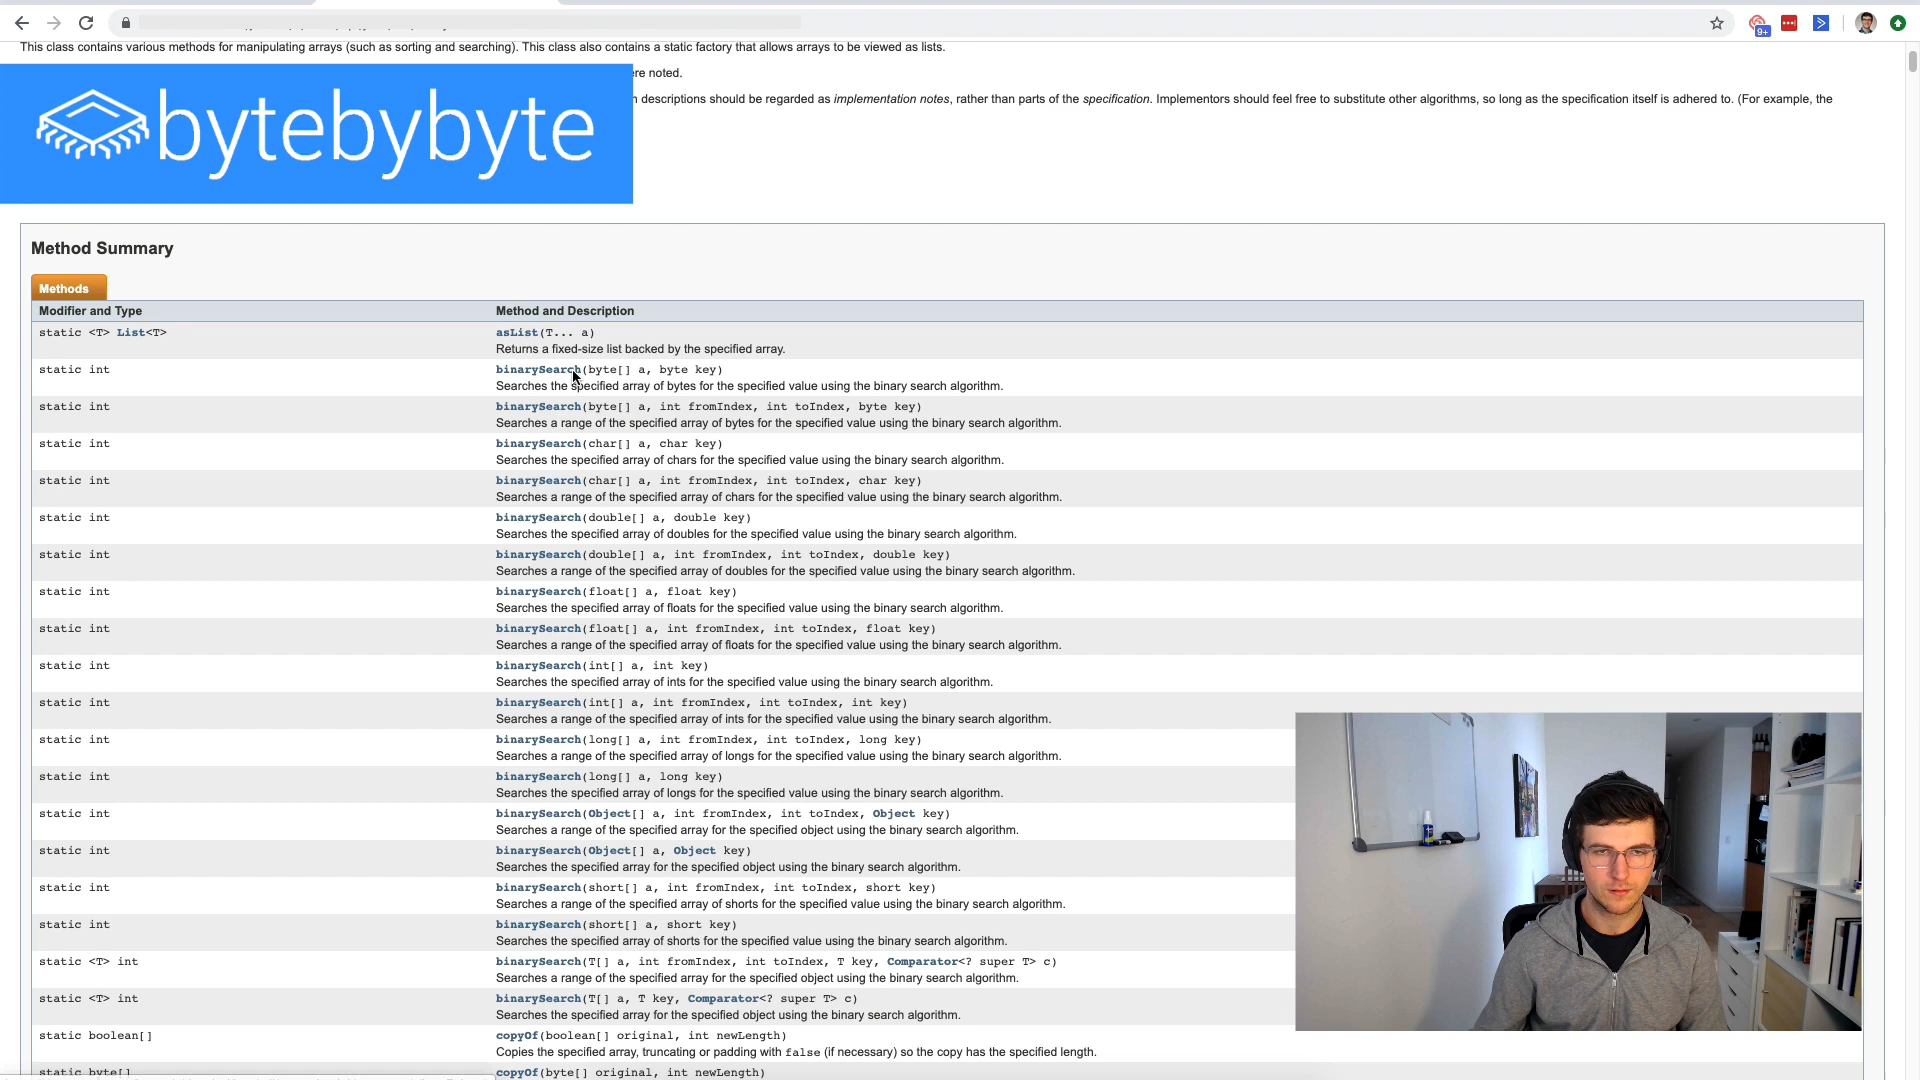 9+
This class contains various methods for manipulating arrays (such as sorting and searching). This class also contains a static factory that allows arrays to be viewed as lists.
ere noted.
descriptions should be regarded as implementation notes, rather than parts of the specification. Implementors should feel free to substitute other algorithms, so long as the specification itself is adhered to. (For example, the
bytebybyte
Method Summary
Methods
Modifier and Type Method and Description
static <T> List<T> asList(T... a)
Returns a fixed-size list backed by the specified array.
static int binarySearch(byte[] a, byte key)
Searches the specified array of bytes for the specified value using the binary search algorithm.
static int binarySearch(byte[] a, int fromIndex, int toIndex, byte key)
Searches a range of the specified array of bytes for the specified value using the binary search algorithm.
static int binarySearch(char[] a, char key)
Searches the specified array of chars for the specified value using the binary search algorithm.
static int binarySearch(char[] a, int fromIndex, int toIndex, char key)
Searches a range of the specified array of chars for the specified value using the binary search algorithm.
static int binarySearch(double[] a, double key)
Searches the specified array of doubles for the specified value using the binary search algorithm.
static int binarySearch(double[] a, int fromIndex, int toIndex, double key)
Searches a range of the specified array of doubles for the specified value using the binary search algorithm.
static int binarySearch(float[] a, float key)
Searches the specified array of floats for the specified value using the binary search algorithm.
static int binarySearch(float[] a, int fromIndex, int toIndex, float key)
Searches a range of the specified array of floats for the specified value using the binary search algorithm.
static int binarySearch(int[] a, int key)
Searches the specified array of ints for the specified value using the binary search algorithm.
static int binarySearch(int[] a, int fromIndex, int toIndex, int key)
Searches a range of the specified array of ints for the specified value using the binary search algorithm.
static int binarySearch(long[] a, int fromIndex, int toIndex, long key)
Searches a range of the specified array of longs for the specified value using the binary search algorithm.
static int binarySearch(long[] a, long key)
Searches the specified array of longs for the specified value using the binary search algorithm.
static int binarySearch(Object[] a, int fromIndex, int toIndex, Object key)
Searches a range of the specified array for the specified object using the binary search algorithm.
static int binarySearch(Object[] a, Object key)
Searches the specified array for the specified object using the binary search algorithm.
static int binarySearch(short[] a, int fromIndex, int toIndex, short key)
Searches a range of the specified array of shorts for the specified value using the binary search algorithm.
static int binarySearch(short[] a, short key)
Searches the specified array of shorts for the specified value using the binary search algorithm.
static <T> int binarySearch(T[] a, int fromIndex, int toIndex, T key, Comparator<? super T> c)
Searches a range of the specified array for the specified object using the binary search algorithm.
static <T> int binarySearch(T[] a, T key, Comparator<? super T> c)
Searches the specified array for the specified object using the binary search algorithm.
static boolean[] copyOf(boolean[] original, int newLength)
Copies the specified array, truncating or padding with false (if necessary) so the copy has the specified length.
static byte[] copyOf(byte[] original, int newLength)